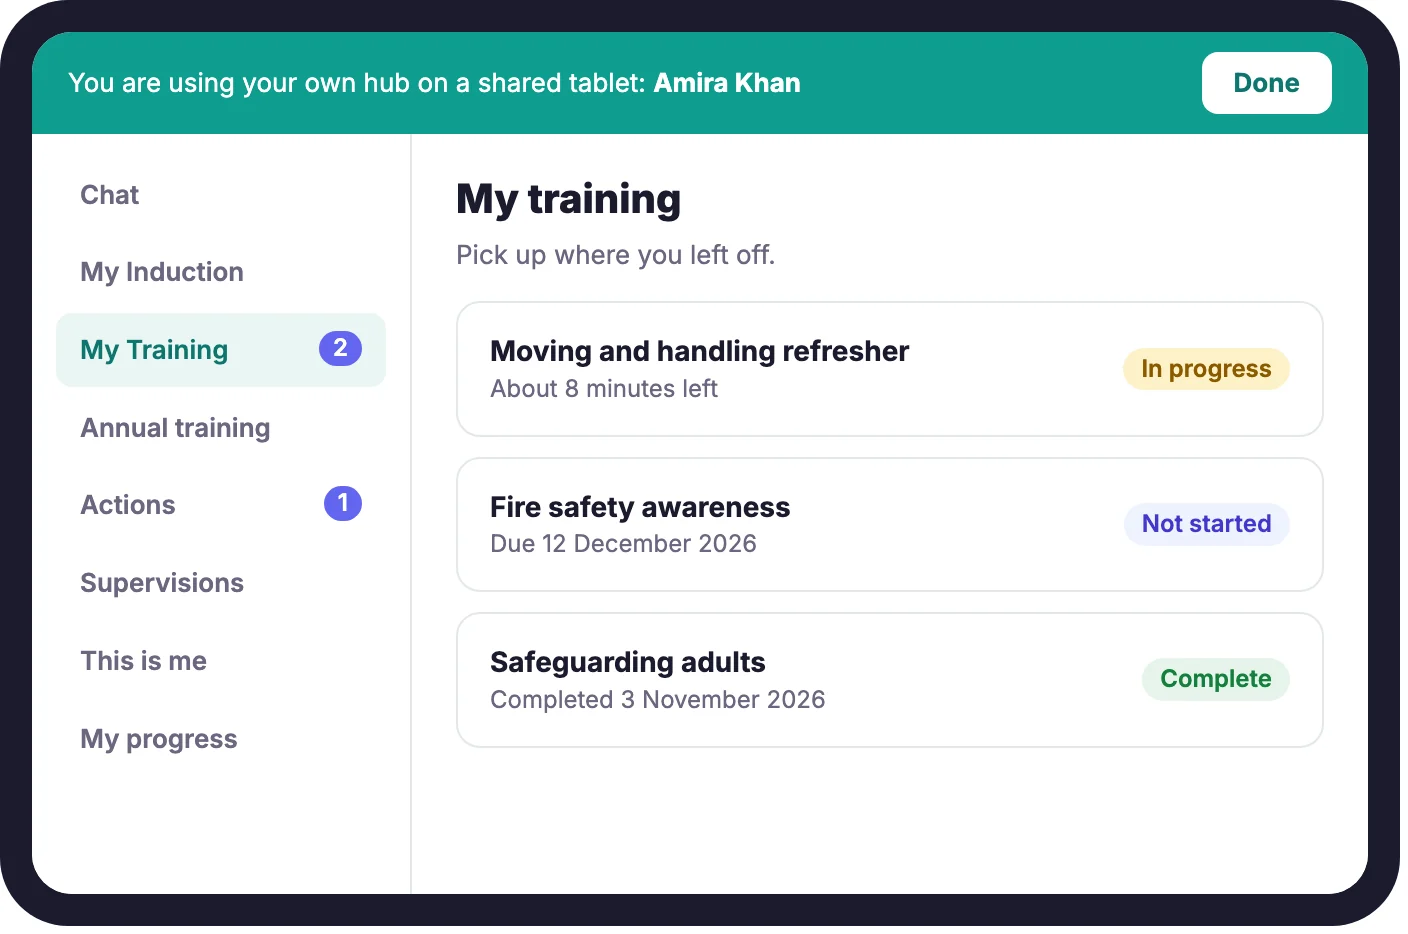 You are using your own hub on a shared tablet: Amira Khan
Done
Chat
My Induction
My Training 2
Annual training
Actions 1
Supervisions
This is me
My progress
My training
Pick up where you left off.
Moving and handling refresher
About 8 minutes left
In progress
Fire safety awareness
Due 12 December 2026
Not started
Safeguarding adults
Completed 3 November 2026
Complete